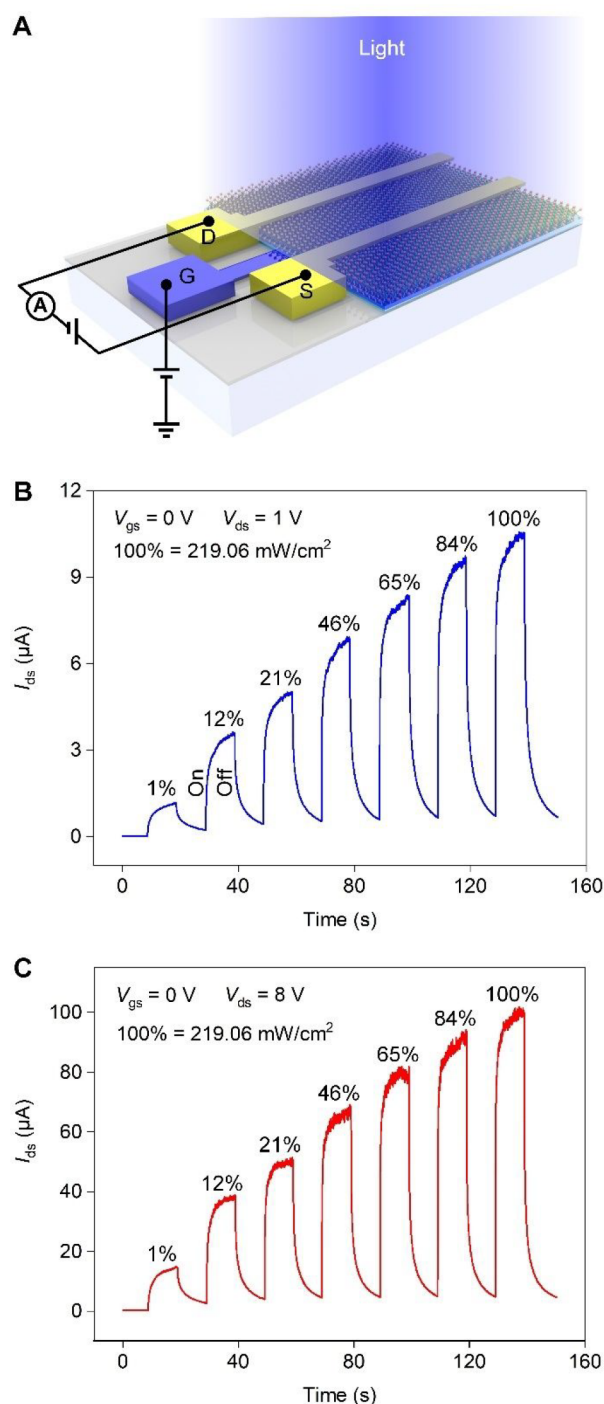 A
Light
D
G
S
A
B
V_gs = 0 V V_ds = 1 V
100% = 219.06 mW/cm²
1%
12%
21%
46%
65%
84%
100%
On
Off
12
9
6
3
0
I_ds (μA)
0 40 80 120 160
Time (s)
C
V_gs = 0 V V_ds = 8 V
100% = 219.06 mW/cm²
1%
12%
21%
46%
65%
84%
100%
100
80
60
40
20
0
I_ds (μA)
0 40 80 120 160
Time (s)